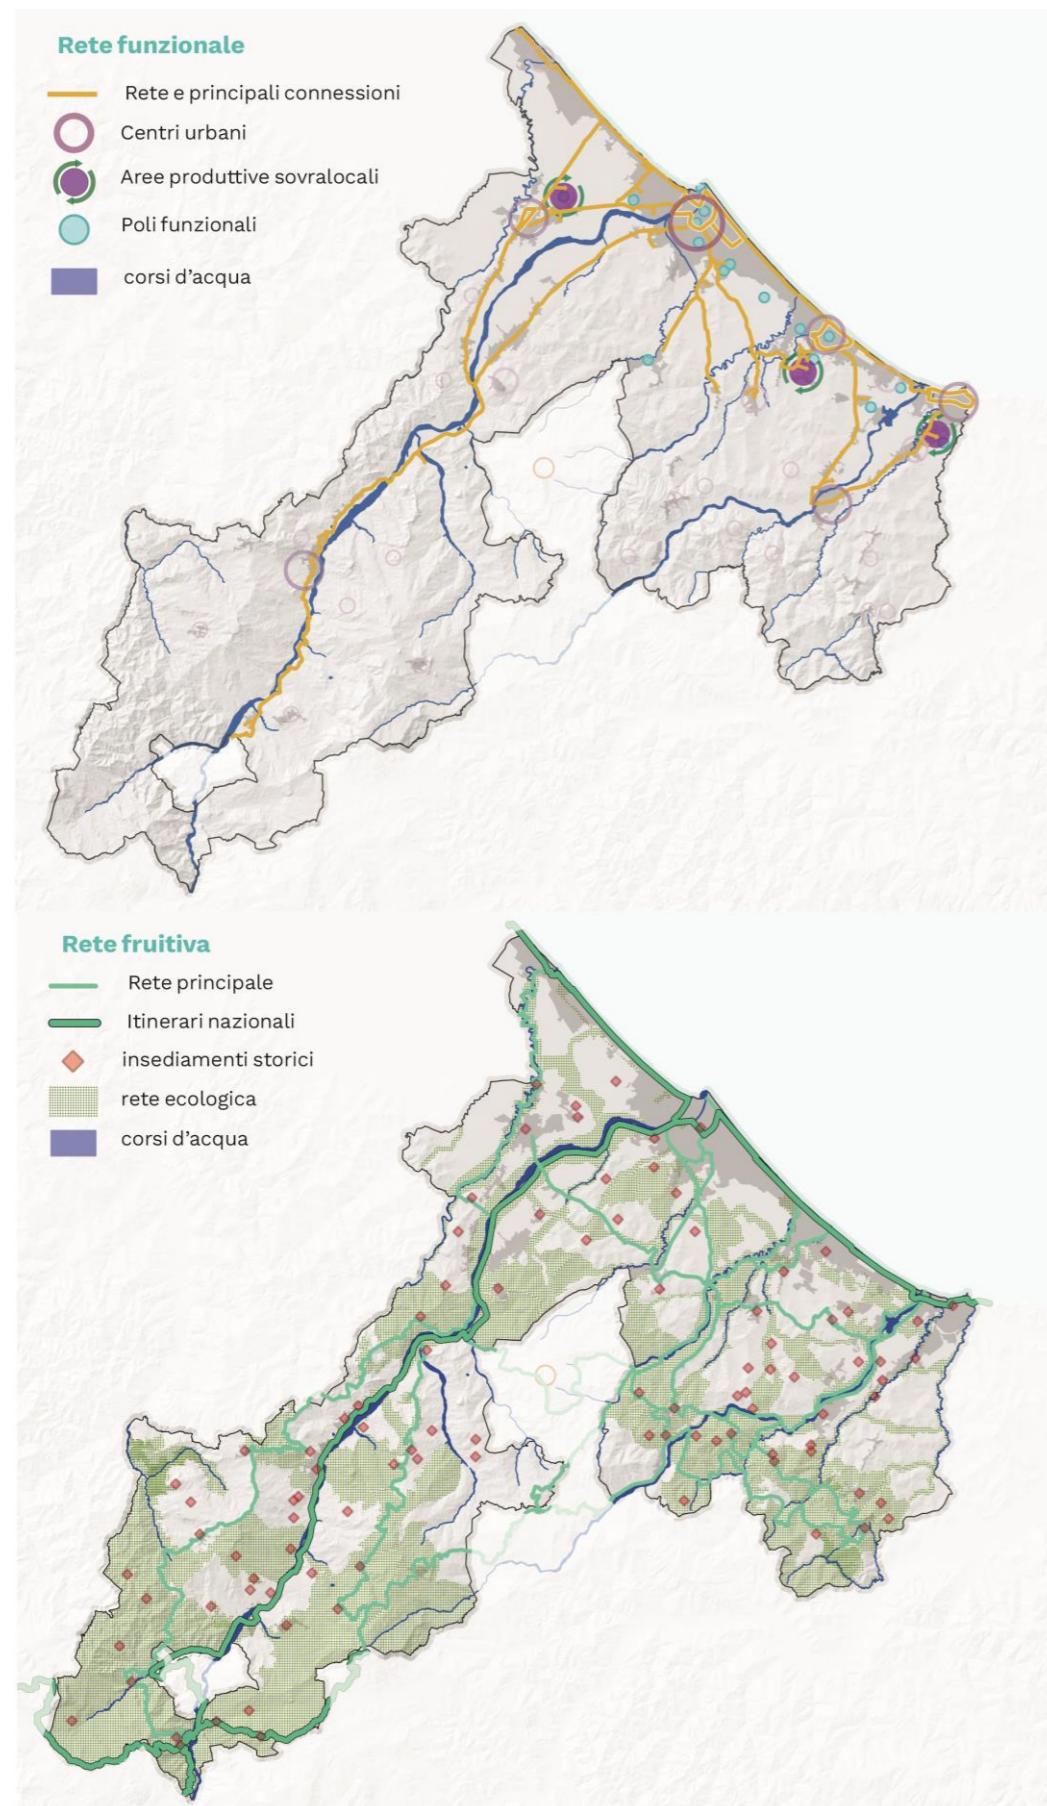 Rete funzionale
Rete e principali connessioni
Centri urbani
Aree produttive sovralocali
Poli funzionali
corsi d'acqua
Rete fruitiva
Rete principale
Itinerari nazionali
insediamenti storici
rete ecologica
corsi d'acqua